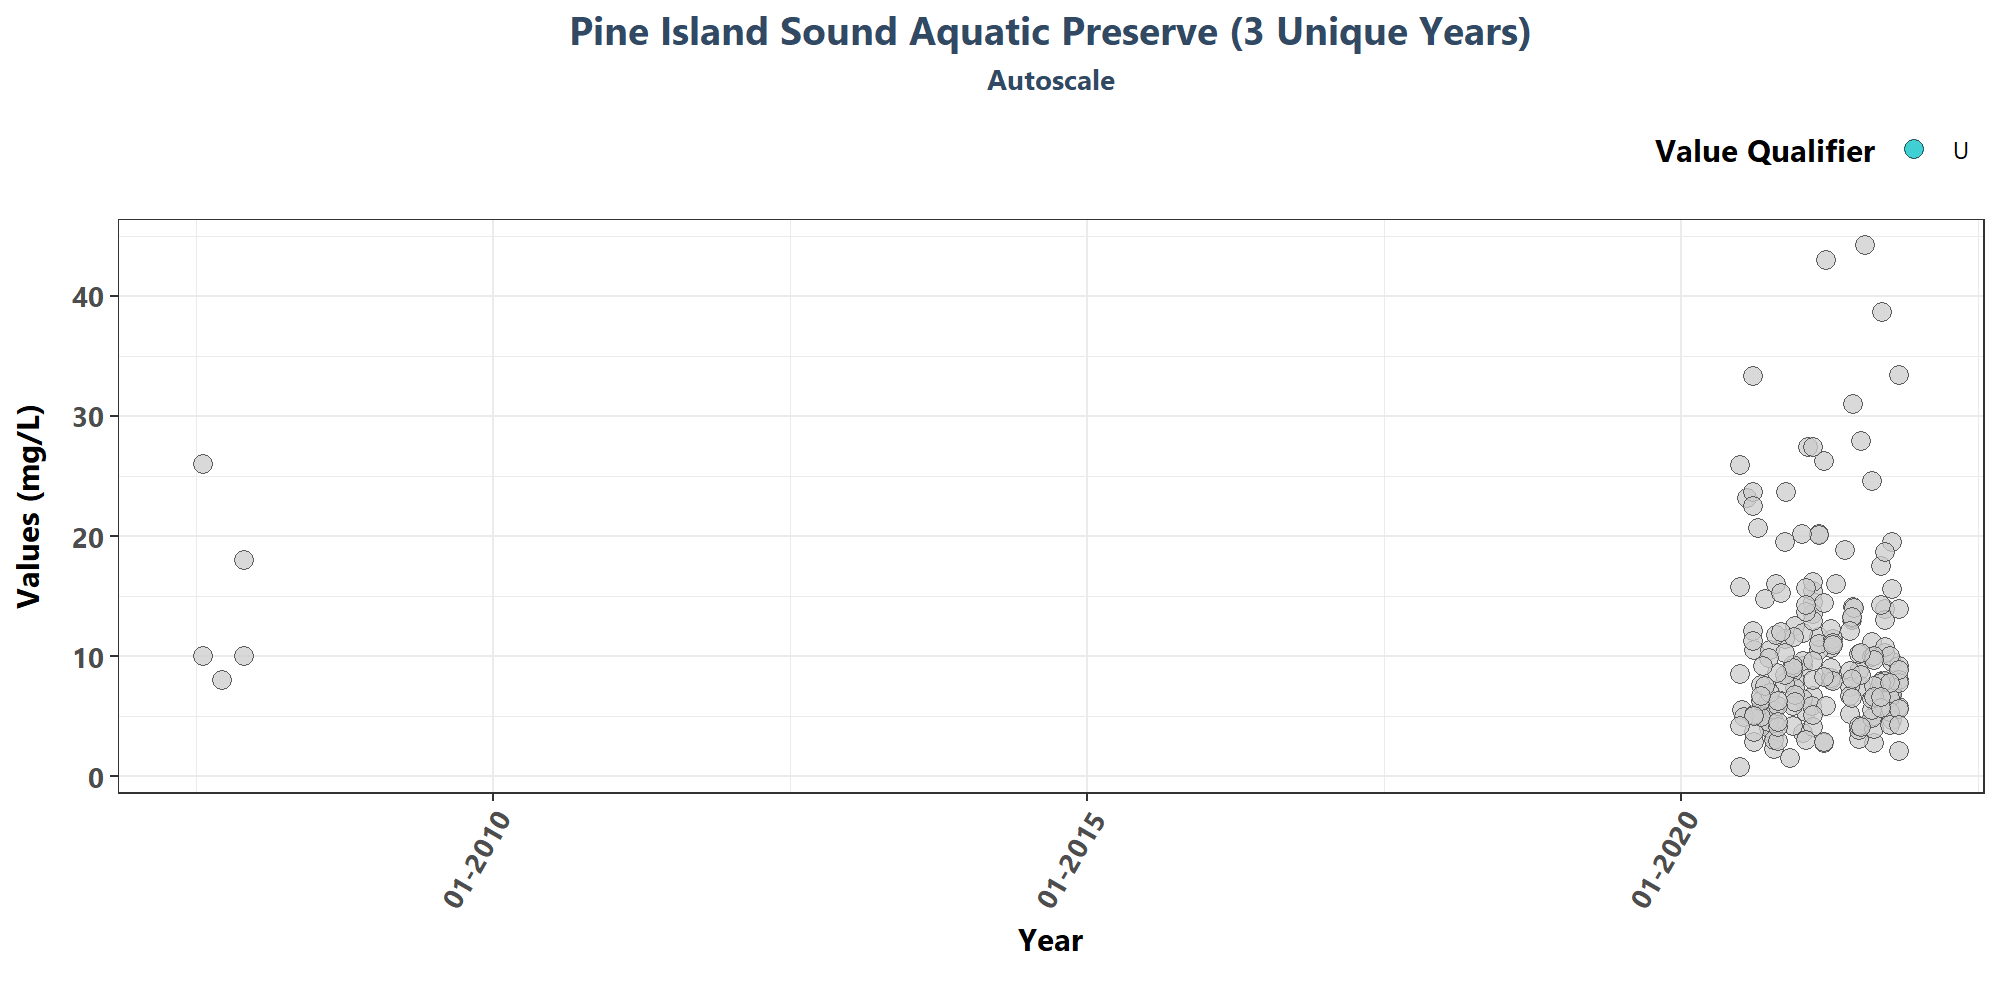 Pine Island Sound Aquatic Preserve (3 Unique Years)
Autoscale
Value Qualifier U
Values (mg/L)
40
30
20
10
0
01-2010
01-2015
01-2020
Year